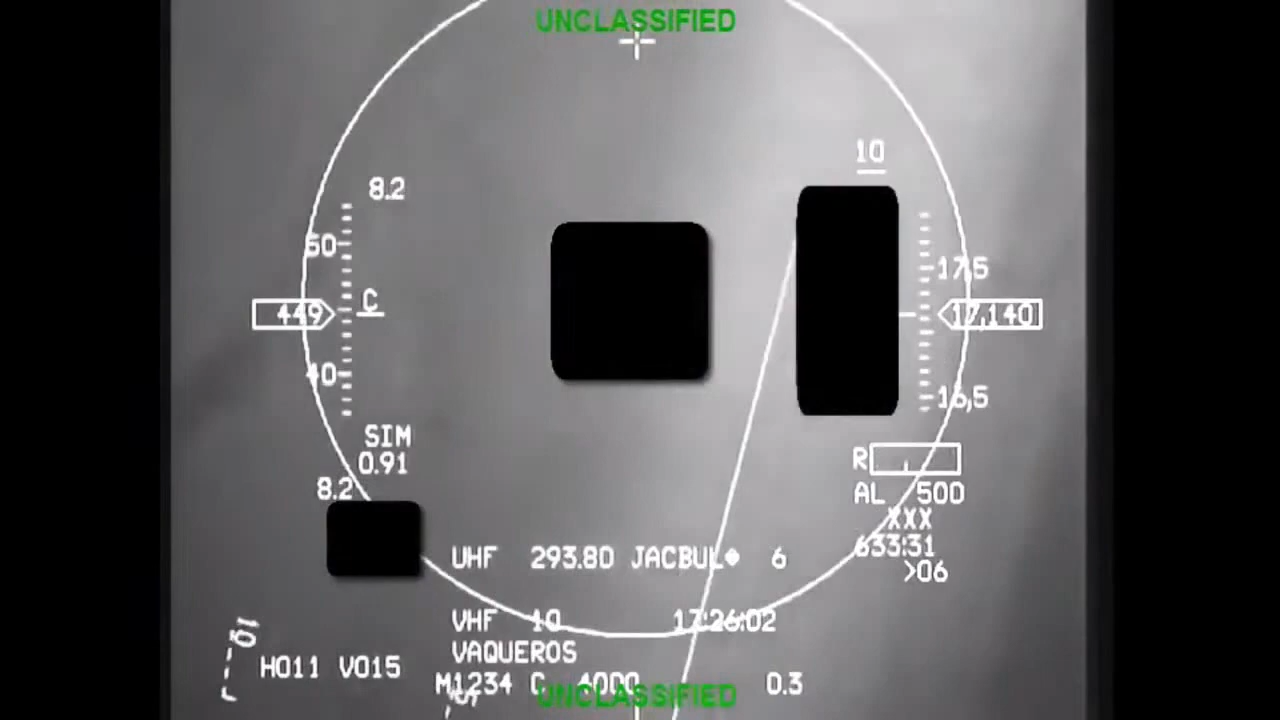 UNCLASSIFIED
10
8.2
50
17,5
C
449
17,140
40
16,5
SIM
0.91
R
8.2
AL 500
XXX
633:31
>06
UHF 293.80 JACBUL 6
VHF 10 17:26:02
VAQUEROS
10
H011 V015
M1234 C 4000 0.3
5
UNCLASSIFIED